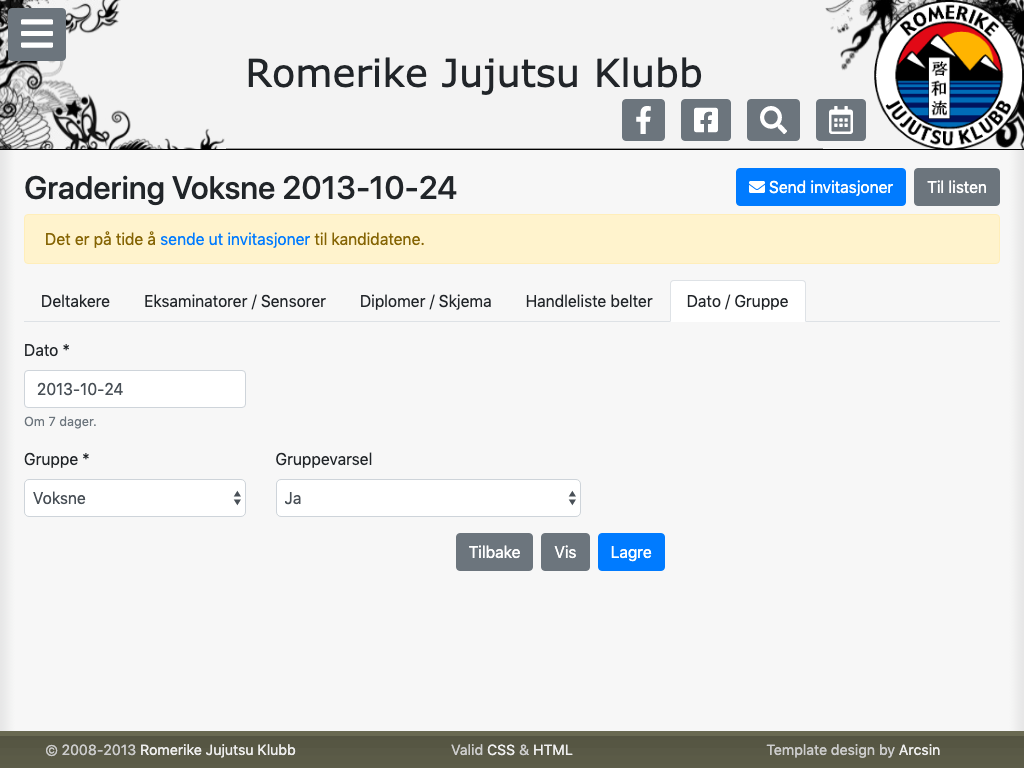 Romerike Jujutsu Klubb
ROMERIKE
啓和流
JUJUTSU KLUBB
Gradering Voksne 2013-10-24
Send invitasjoner
Til listen
Det er på tide å sende ut invitasjoner til kandidatene.
Deltakere
Eksaminatorer / Sensorer
Diplomer / Skjema
Handleliste belter
Dato / Gruppe
Dato *
2013-10-24
Om 7 dager.
Gruppe *
Gruppevarsel
Voksne
Ja
Tilbake
Vis
Lagre
© 2008-2013 Romerike Jujutsu Klubb
Valid CSS & HTML
Template design by Arcsin